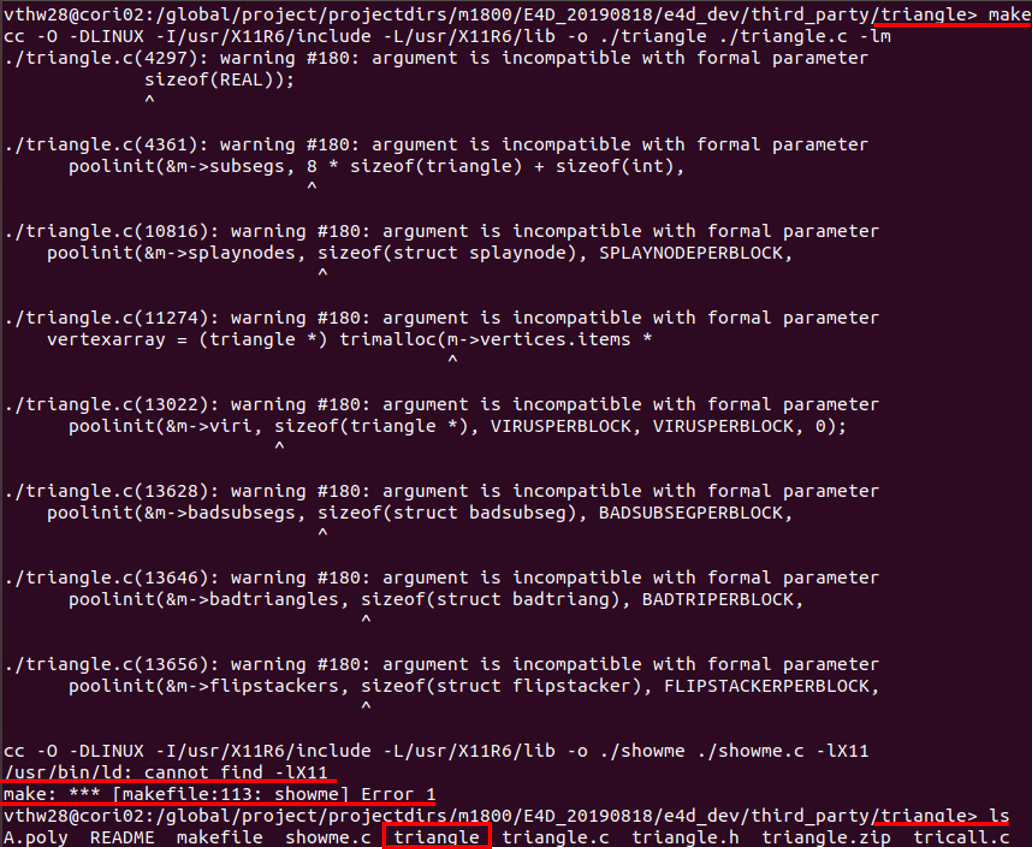 vthw28@cori02:/global/project/projectdirs/m1800/E4D_20190818/e4d_dev/third_party/triangle> make
cc -O -DLINUX -I/usr/X11R6/include -L/usr/X11R6/lib -o ./triangle ./triangle.c -lm
./triangle.c(4297): warning #180: argument is incompatible with formal parameter
sizeof(REAL));
^
./triangle.c(4361): warning #180: argument is incompatible with formal parameter
poolinit(&m->subsegs, 8 * sizeof(triangle) + sizeof(int),
^
./triangle.c(10816): warning #180: argument is incompatible with formal parameter
poolinit(&m->splaynodes, sizeof(struct splaynode), SPLAYNODEPERBLOCK,
^
./triangle.c(11274): warning #180: argument is incompatible with formal parameter
vertexarray = (triangle *) trimalloc(m->vertices.items *
^
./triangle.c(13022): warning #180: argument is incompatible with formal parameter
poolinit(&m->viri, sizeof(triangle *), VIRUSPERBLOCK, VIRUSPERBLOCK, 0);
^
./triangle.c(13628): warning #180: argument is incompatible with formal parameter
poolinit(&m->badsubsegs, sizeof(struct badsubseg), BADSUBSEGPERBLOCK,
^
./triangle.c(13646): warning #180: argument is incompatible with formal parameter
poolinit(&m->badtriangles, sizeof(struct badtriang), BADTRIPERBLOCK,
^
./triangle.c(13656): warning #180: argument is incompatible with formal parameter
poolinit(&m->flipstackers, sizeof(struct flipstacker), FLIPSTACKERPERBLOCK,
^
cc -O -DLINUX -I/usr/X11R6/include -L/usr/X11R6/lib -o ./showme ./showme.c -lX11
/usr/bin/ld: cannot find -lX11
make: *** [makefile:113: showme] Error 1
vthw28@cori02:/global/project/projectdirs/m1800/E4D_20190818/e4d_dev/third_party/triangle> ls
A.poly README makefile showme.c triangle triangle.c triangle.h triangle.zip tricall.c